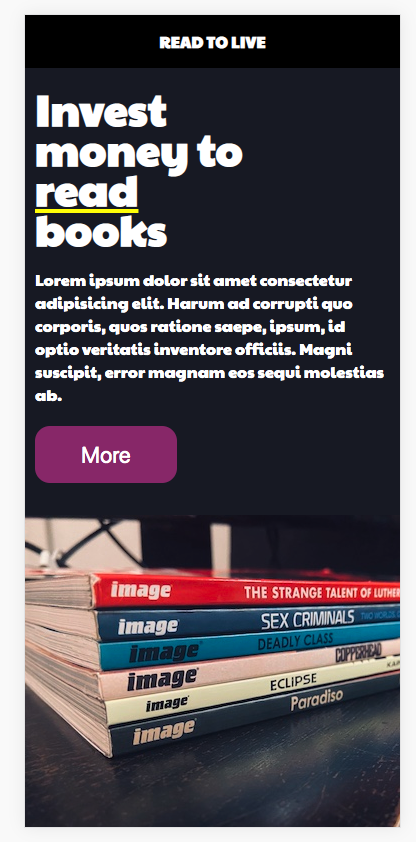 READ TO LIVE
Invest
money to
read
books
Lorem ipsum dolor sit amet consectetur
adipisicing elit. Harum ad corrupti quo
corporis, quos ratione saepe, ipsum, id
optio veritatis inventore officiis. Magni
suscipit, error magnam eos sequi molestias
ab.
More
image THE STRANGE TALENT OF LUTHER
image SEX CRIMINALS
image DEADLY CLASS
image COPPERHEAD
image ECLIPSE
image Paradiso